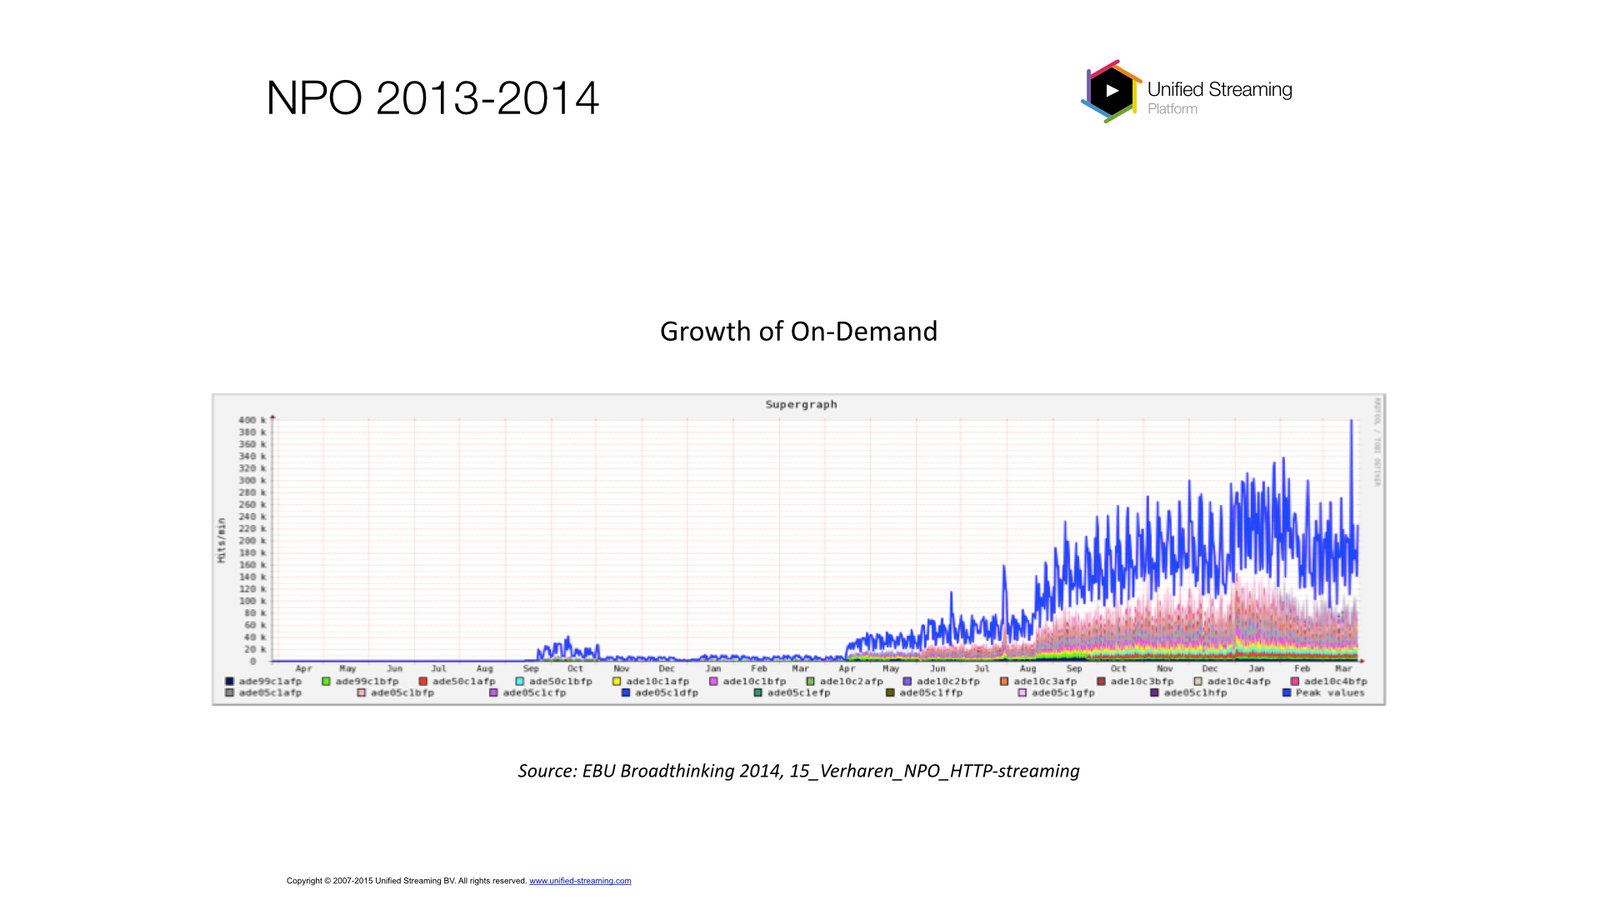 NPO 2013-2014
Unified Streaming
Platform
Growth of On-Demand
Supergraph
RRDTOOL / TOBI OETIKER
Hits/min
400 k
380 k
360 k
340 k
320 k
300 k
280 k
260 k
240 k
220 k
200 k
180 k
160 k
140 k
120 k
100 k
80 k
60 k
40 k
20 k
0
Apr May Jun Jul Aug Sep Oct Nov Dec Jan Feb Mar Apr May Jun Jul Aug Sep Oct Nov Dec Jan Feb Mar
ade99c1afp ade99c1bfp ade50c1afp ade50c1bfp ade10c1afp ade10c1bfp ade10c2afp ade10c2bfp ade10c3afp ade10c3bfp ade10c4afp ade10c4bfp
ade05c1afp ade05c1bfp ade05c1cfp ade05c1dfp ade05c1efp ade05c1ffp ade05c1gfp ade05c1hfp Peak values
Source: EBU Broadthinking 2014, 15_Verharen_NPO_HTTP-streaming
Copyright © 2007-2015 Unified Streaming BV. All rights reserved. www.unified-streaming.com